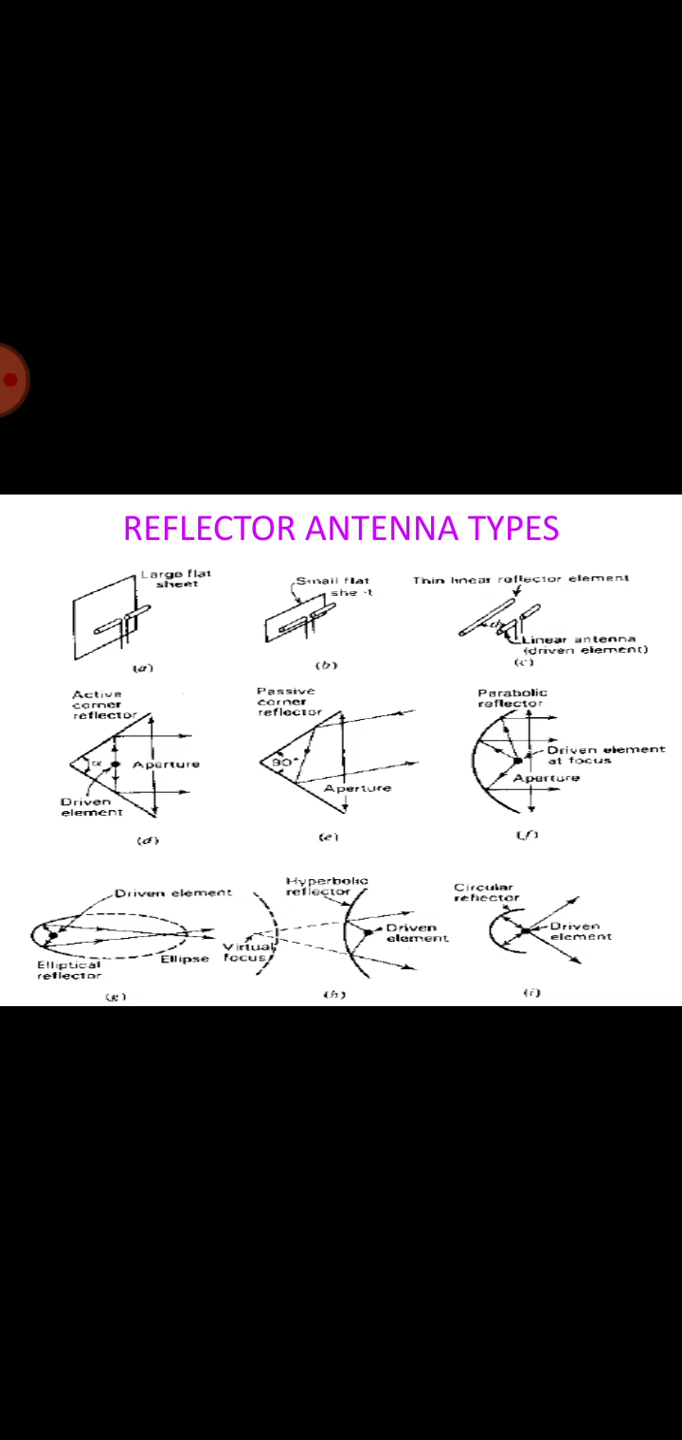 REFLECTOR ANTENNA TYPES
Large flat
sheet
(a)
Small flat
(b)
Thin linear reflector element
Linear antenna
(driven element)
(c)
Active
corner
reflector
α
Aperture
Driven
element
(d)
Passive
corner
reflector
90°
Aperture
(e)
Parabolic
reflector
Driven element
at focus
Aperture
(f)
Driven element
Elliptical
reflector
Ellipse
(g)
Hyperbolic
reflector
Virtual
focus
Driven
element
(h)
Circular
reflector
Driven
element
(i)